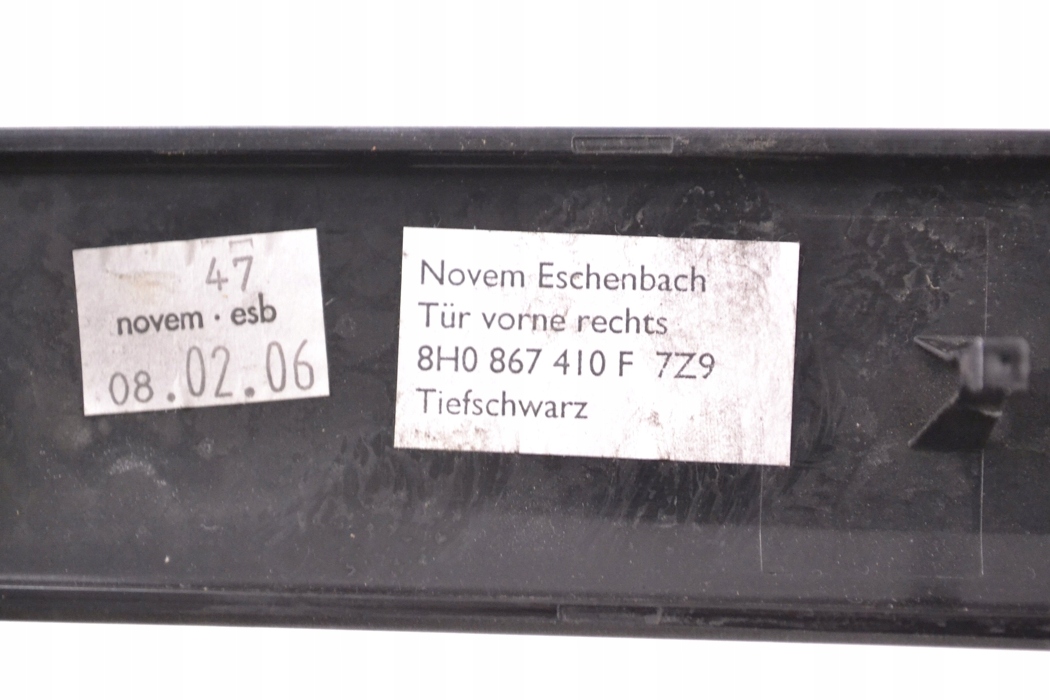 47
novem · esb
08.02.06
Novem Eschenbach
Tür vorne rechts
8H0 867 410 F 7Z9
Tiefschwarz